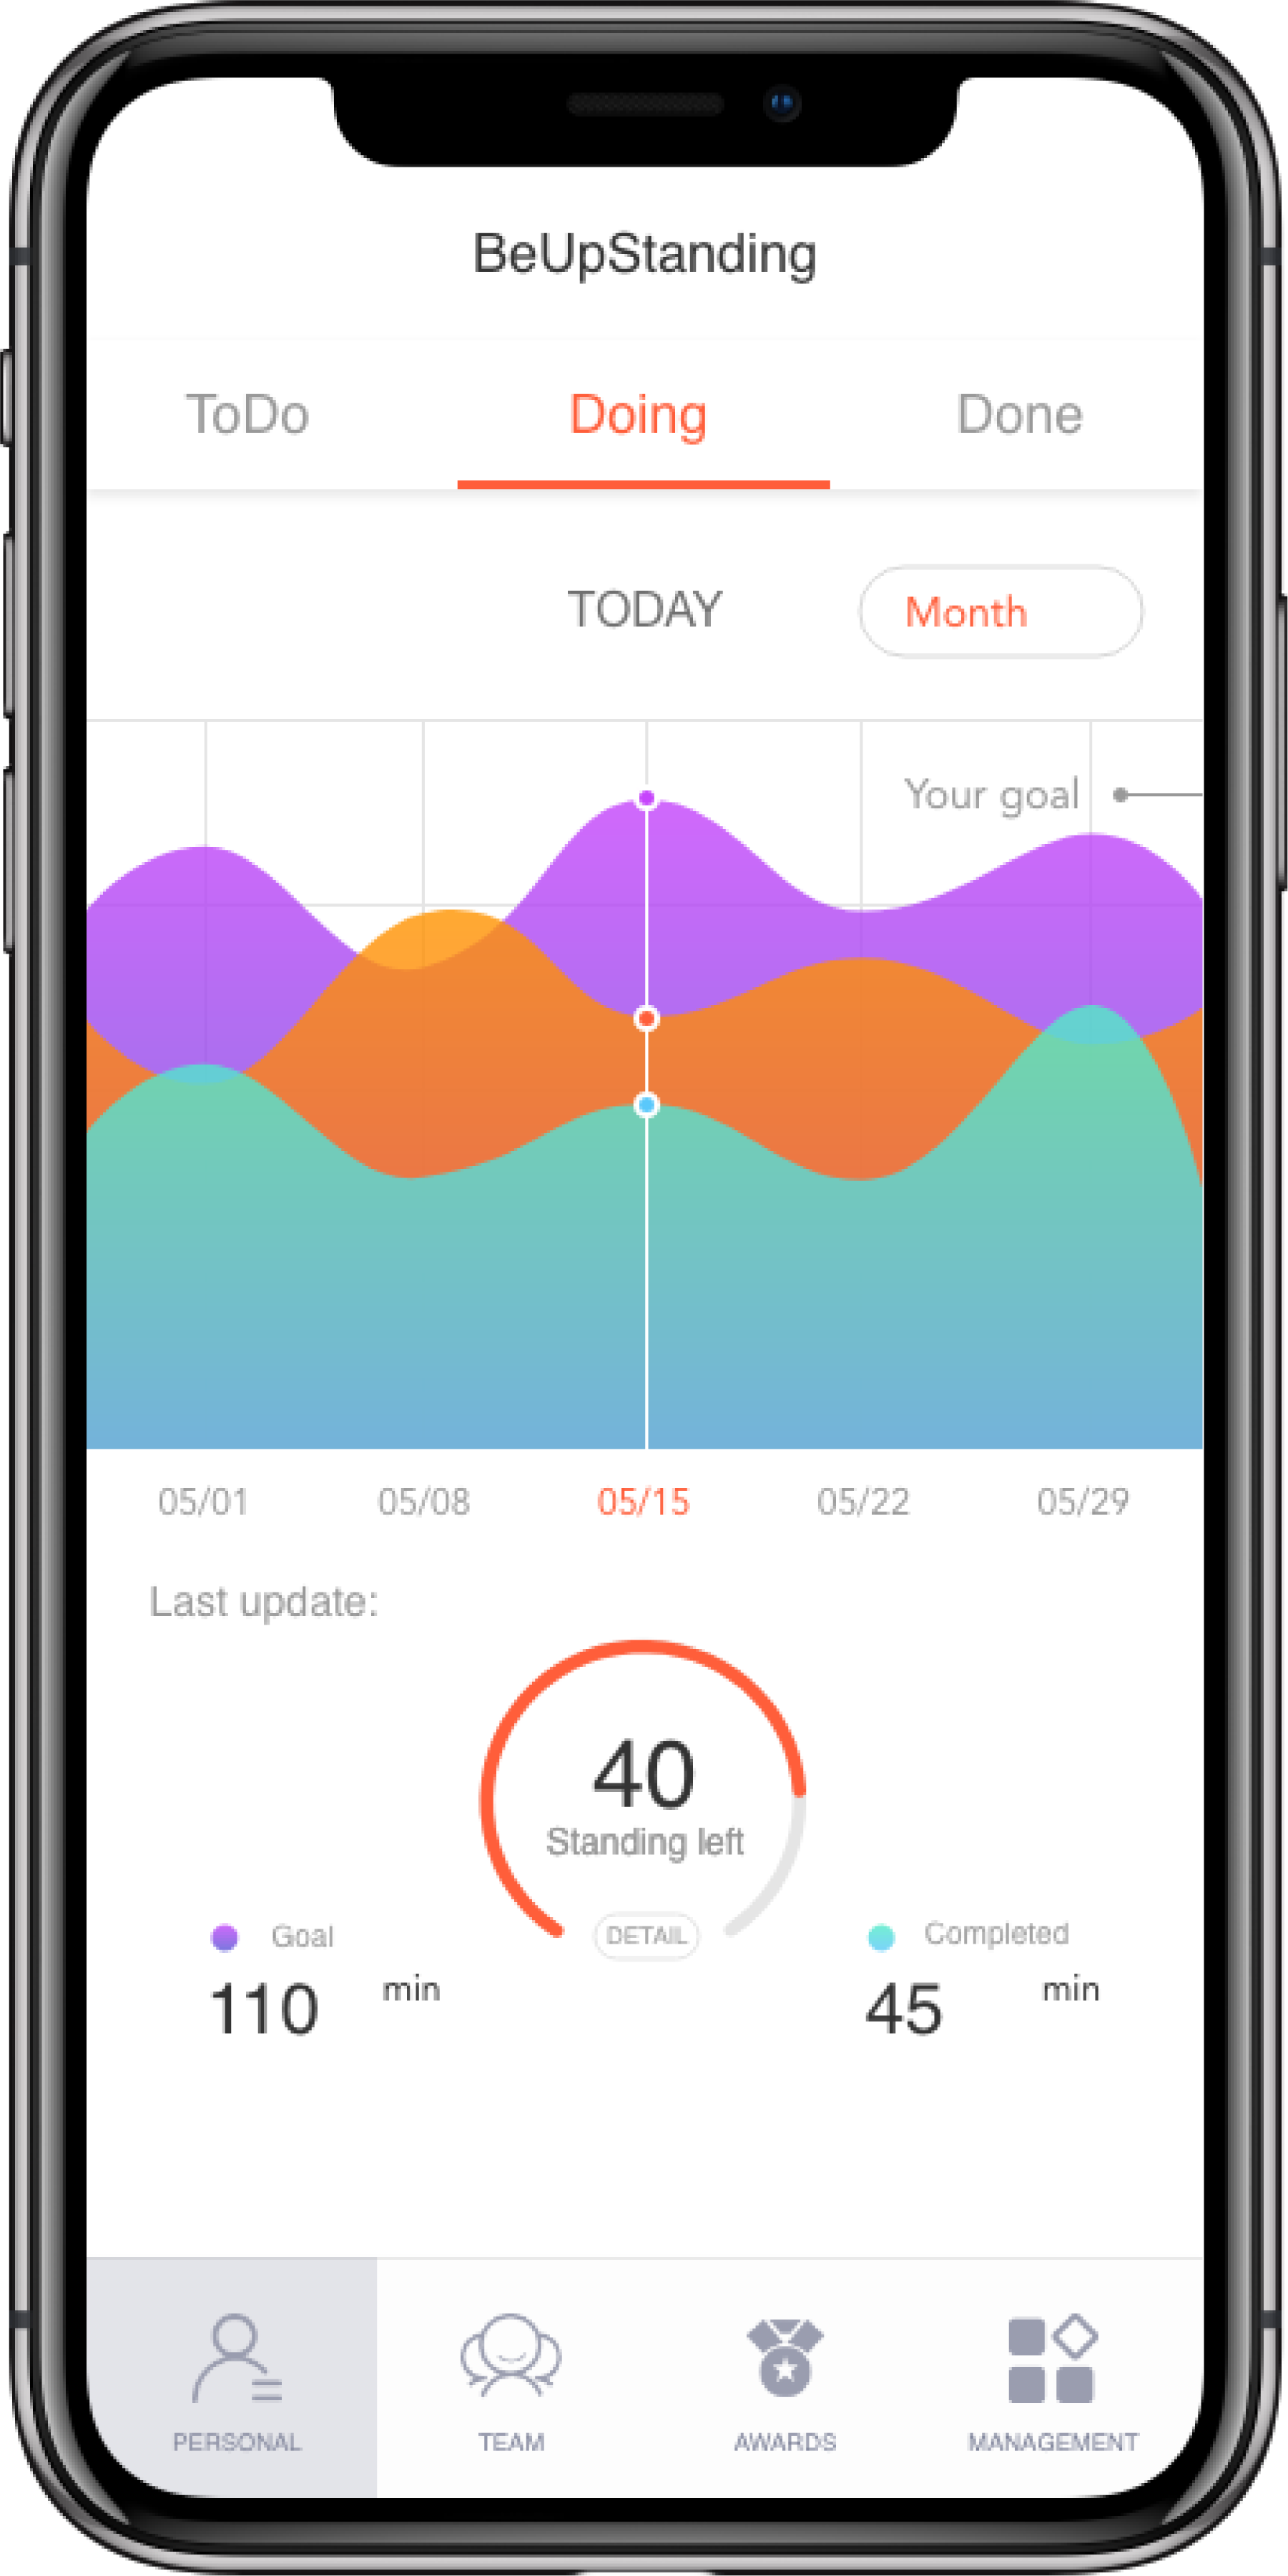 BeUpStanding
ToDo Doing Done
TODAY Month
Your goal
05/01 05/08 05/15 05/22 05/29
Last update:
40
Standing left
DETAIL
Goal
110 min
Completed
45 min
PERSONAL TEAM AWARDS MANAGEMENT